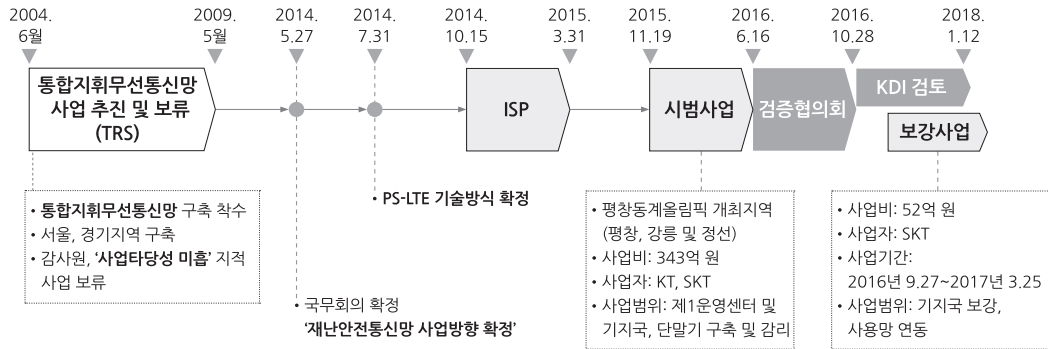 2004.
6월
2009.
5월
2014.
5.27
2014.
7.31
2014.
10.15
2015.
3.31
2015.
11.19
2016.
6.16
2016.
10.28
2018.
1.12
통합지휘무선통신망
사업 추진 및 보류
(TRS)
ISP
시범사업
검증협의회
KDI 검토
보강사업
• 통합지휘무선통신망 구축 착수
• 서울, 경기지역 구축
• 감사원, ‘사업타당성 미흡’ 지적
사업 보류
• 국무회의 확정
‘재난안전통신망 사업방향 확정’
• PS-LTE 기술방식 확정
• 평창동계올림픽 개최지역
(평창, 강릉 및 정선)
• 사업비: 343억 원
• 사업자: KT, SKT
• 사업범위: 제1운영센터 및
기지국, 단말기 구축 및 감리
• 사업비: 52억 원
• 사업자: SKT
• 사업기간:
2016년 9.27~2017년 3.25
• 사업범위: 기지국 보강,
사용망 연동